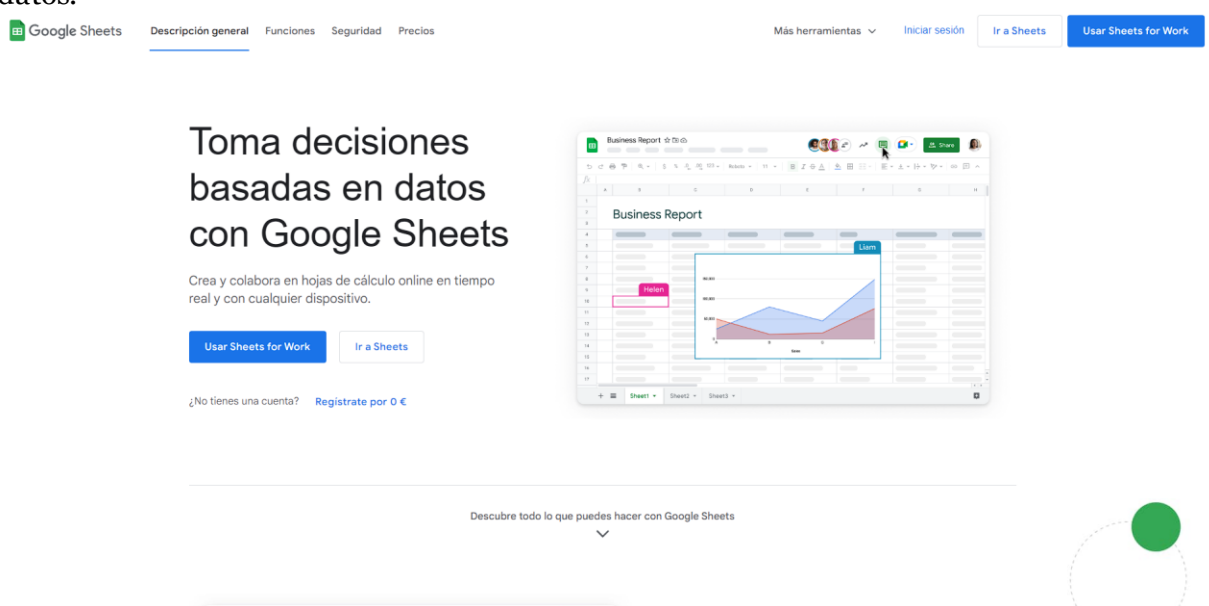 datos.
Google Sheets
Descripción general Funciones Seguridad Precios
Más herramientas Iniciar sesión Ir a Sheets Usar Sheets for Work
Toma decisiones
basadas en datos
con Google Sheets
Crea y colabora en hojas de cálculo online en tiempo
real y con cualquier dispositivo.
Usar Sheets for Work Ir a Sheets
¿No tienes una cuenta? Regístrate por 0 €
Business Report
Share
Business Report
Liam
Helen
Sheet1 Sheet2 Sheet3
Descubre todo lo que puedes hacer con Google Sheets